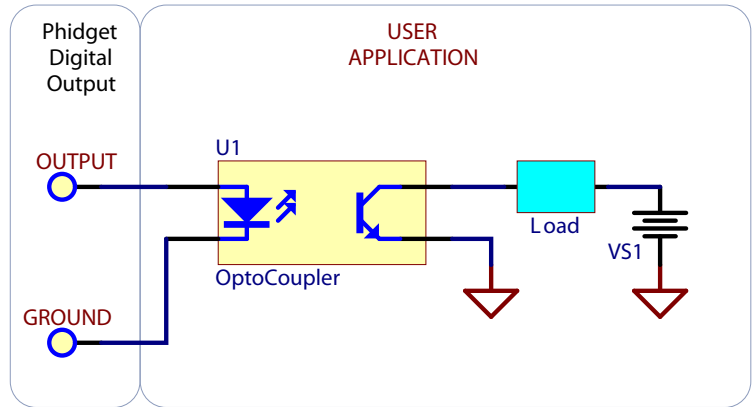 Phidget
Digital
Output
USER
APPLICATION
U1
OUTPUT
Load
VS1
OptoCoupler
GROUND